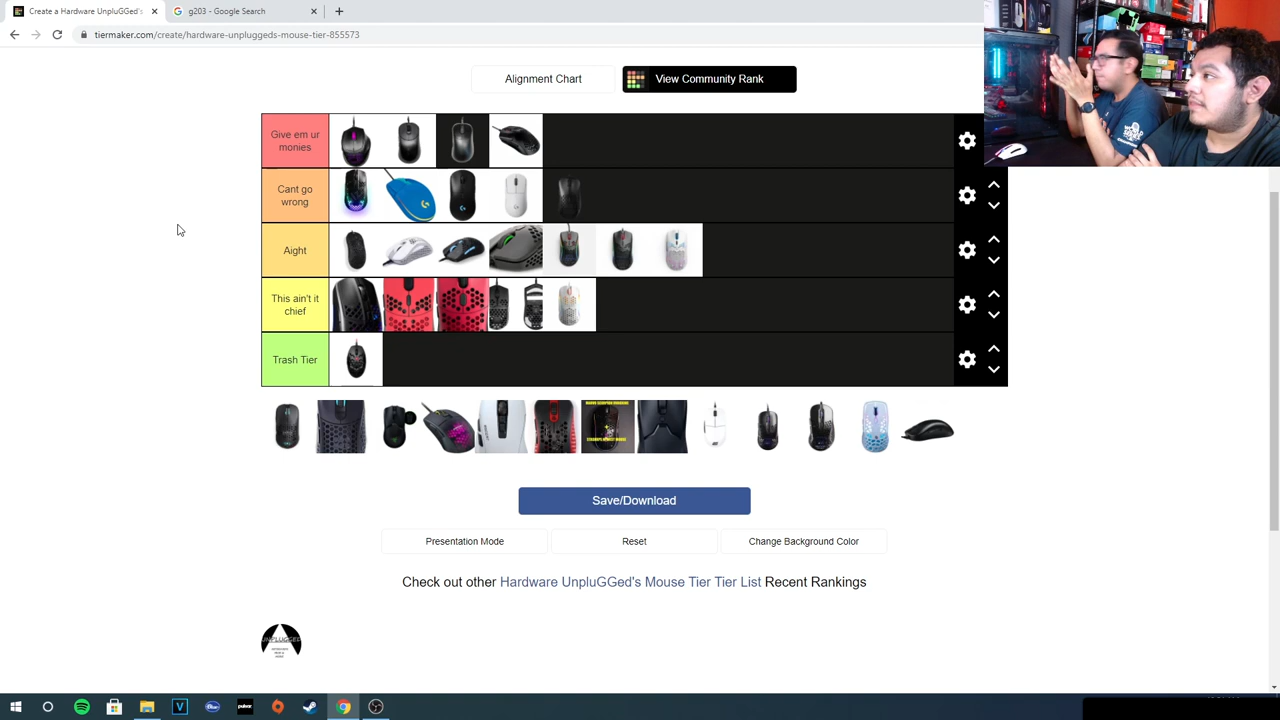 Create a Hardware UnpluGGed's
g203 - Google Search
tiermaker.com/create/hardware-unpluggeds-mouse-tier-855573
Alignment Chart
View Community Rank
Give em ur
monies
Cant go
wrong
Aight
This ain't it
chief
Trash Tier
Save/Download
Presentation Mode
Reset
Change Background Color
Check out other Hardware UnpluGGed's Mouse Tier Tier List Recent Rankings
UNPLUGGED